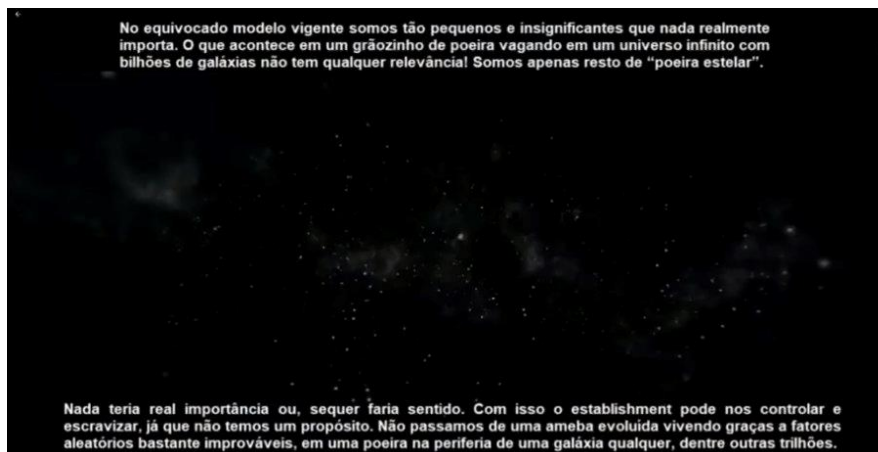 No equivocado modelo vigente somos tão pequenos e insignificantes que nada realmente
importa. O que acontece em um grãozinho de poeira vagando em um universo infinito com
bilhões de galáxias não tem qualquer relevância! Somos apenas resto de “poeira estelar”.
Nada teria real importância ou, sequer faria sentido. Com isso o establishment pode nos controlar e
escravizar, já que não temos um propósito. Não passamos de uma ameba evoluída vivendo graças a fatores
aleatórios bastante improváveis, em uma poeira na periferia de uma galáxia qualquer, dentre outras trilhões.